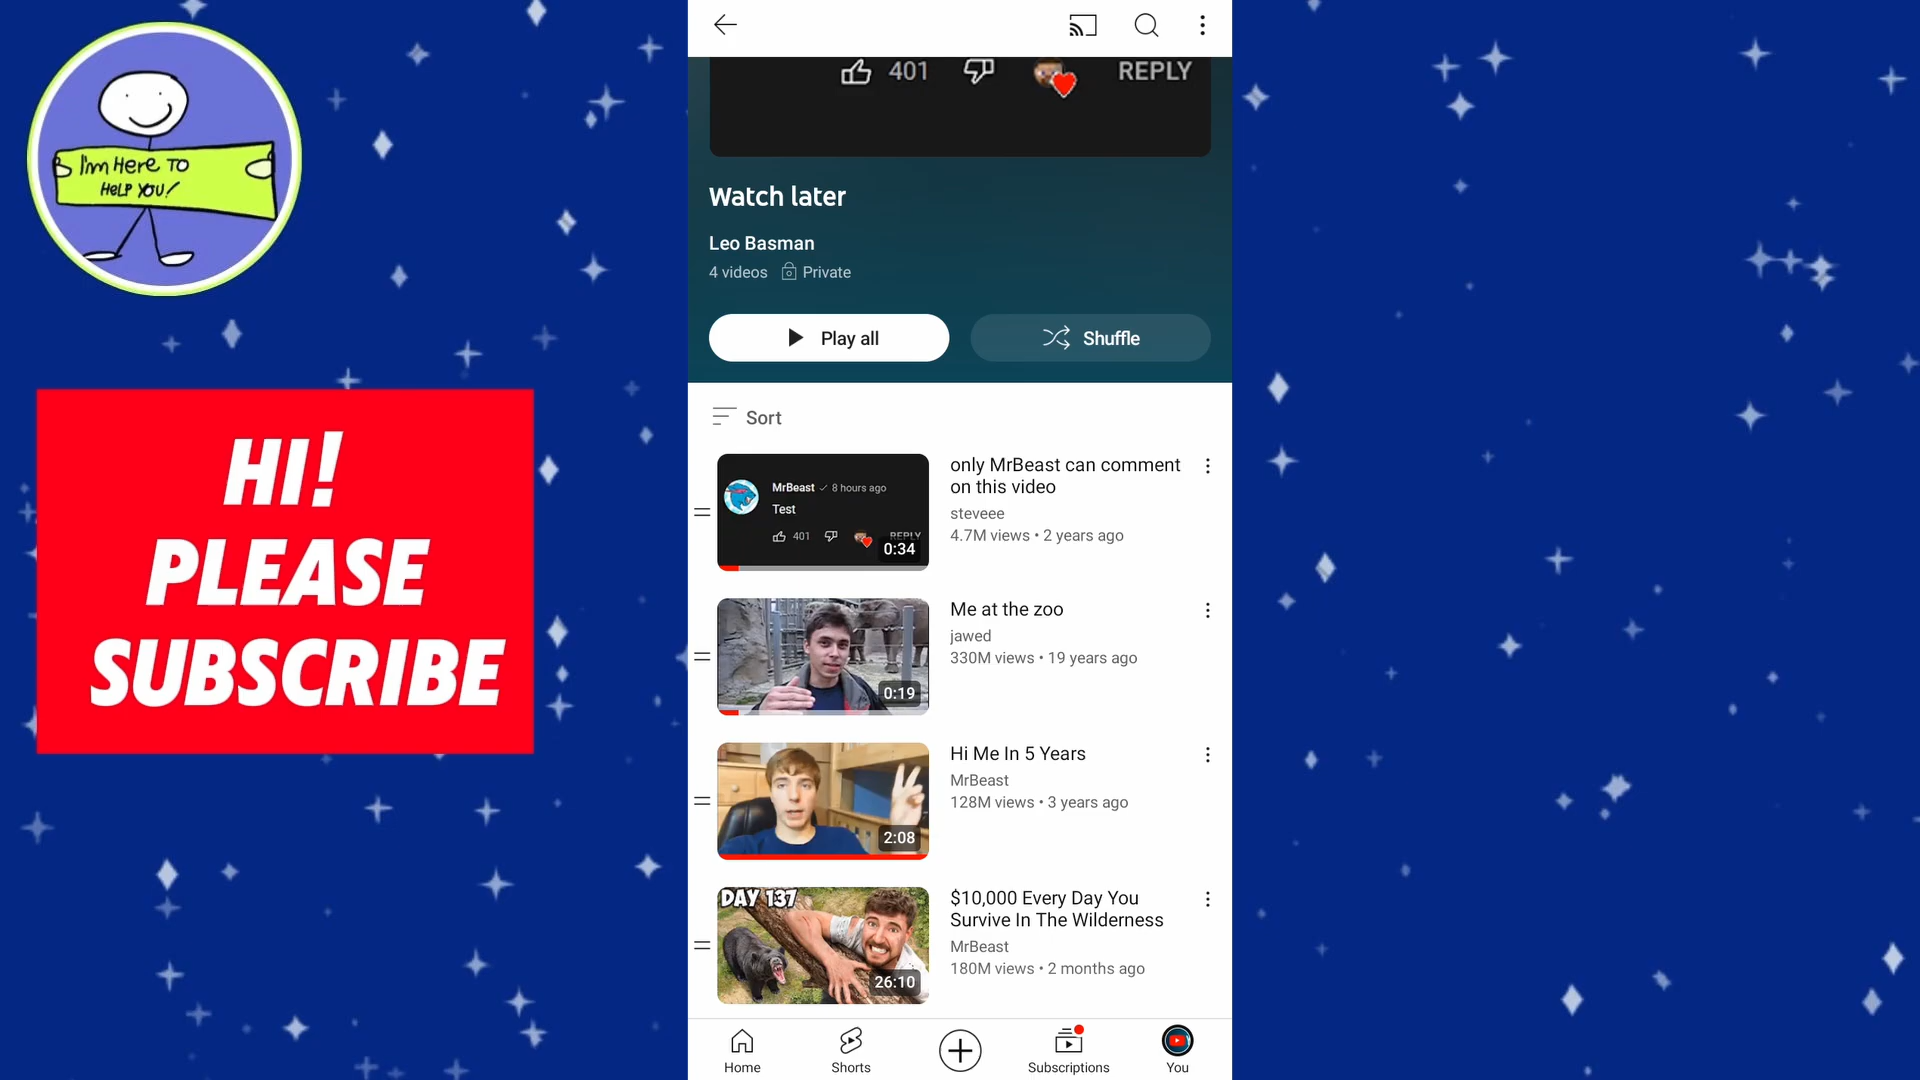 I'm HERE TO
HELP YOU!
HI!
PLEASE
SUBSCRIBE
401
REPLY
Watch later
Leo Basman
4 videos Private
Play all
Shuffle
Sort
MrBeast 8 hours ago
Test
401
REPLY
0:34
only MrBeast can comment
on this video
steveee
4.7M views • 2 years ago
0:19
Me at the zoo
jawed
330M views • 19 years ago
2:08
Hi Me In 5 Years
MrBeast
128M views • 3 years ago
DAY 137
26:10
$10,000 Every Day You
Survive In The Wilderness
MrBeast
180M views • 2 months ago
Home
Shorts
Subscriptions
You